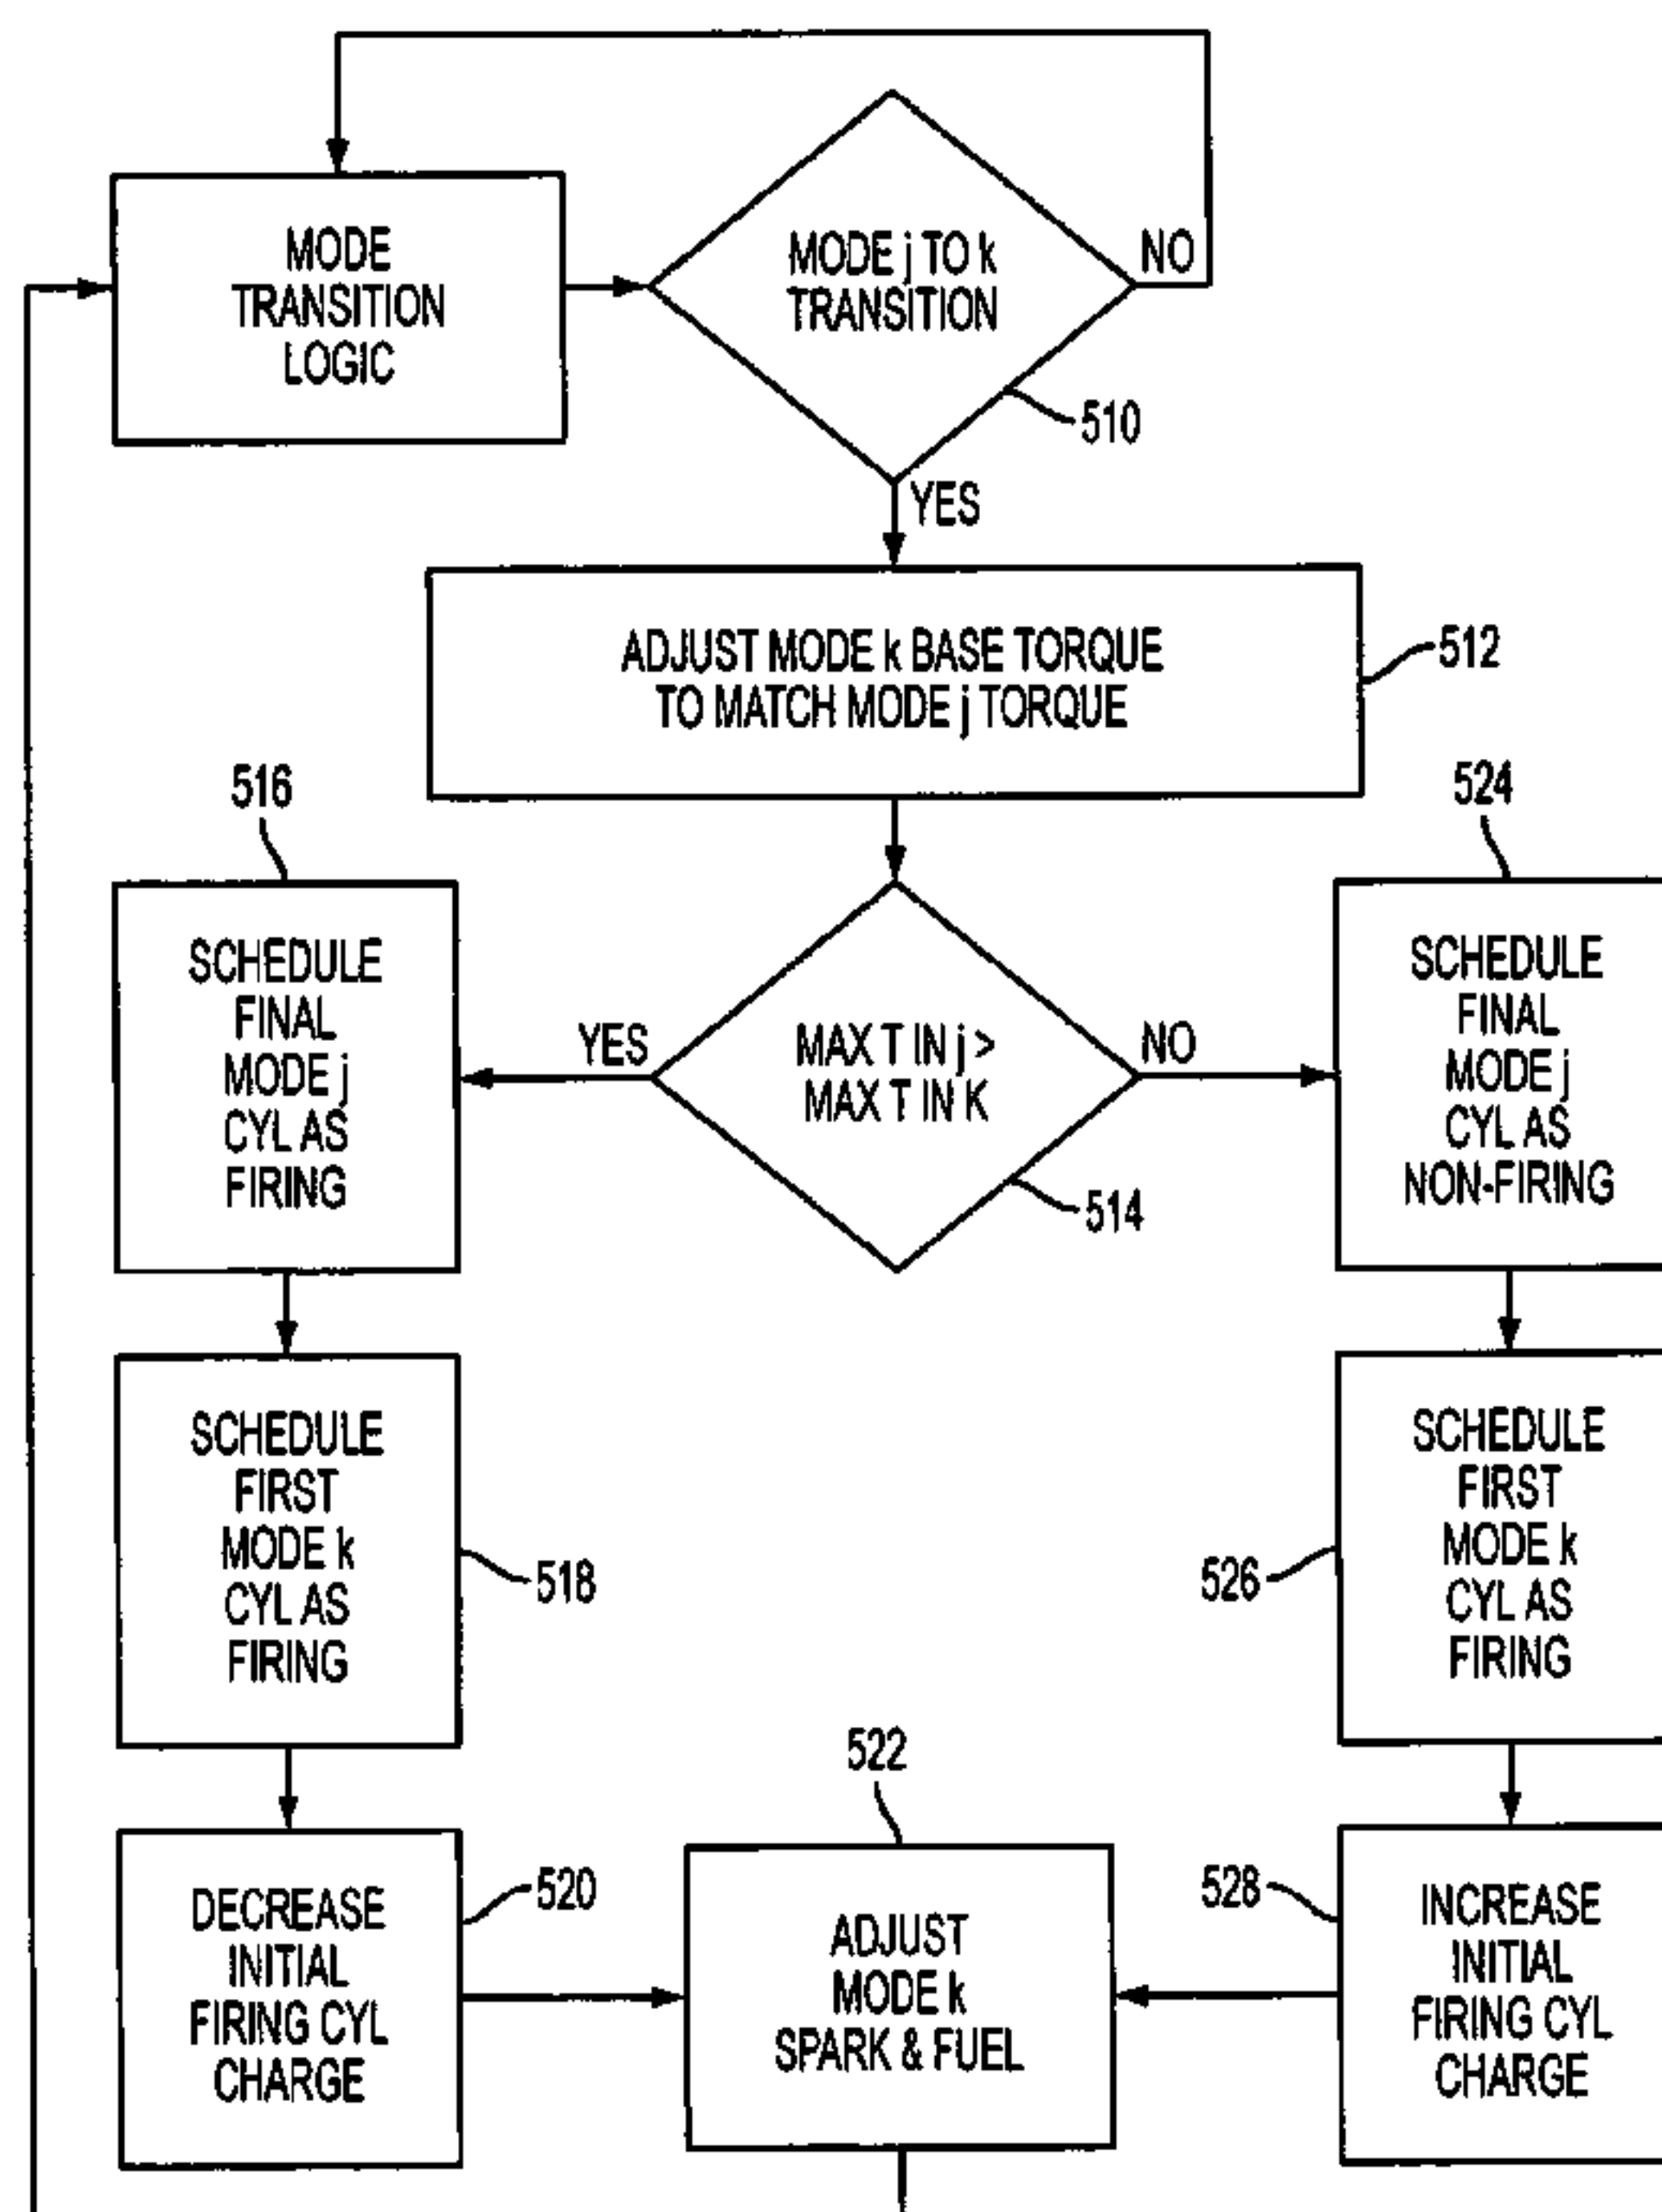 MODE
TRANSITION
LOGIC
MODE j TO k
TRANSITION
NO
510
YES
ADJUST MODE k BASE TORQUE
TO MATCH MODE j TORQUE
512
516
524
SCHEDULE
FINAL
MODE j
CYL AS
FIRING
YES
MAX T IN j >
MAX T IN K
NO
514
SCHEDULE
FINAL
MODE j
CYL AS
NON-FIRING
SCHEDULE
FIRST
MODE k
CYL AS
FIRING
518
526
SCHEDULE
FIRST
MODE k
CYL AS
FIRING
522
DECREASE
INITIAL
FIRING CYL
CHARGE
520
ADJUST
MODE k
SPARK & FUEL
528
INCREASE
INITIAL
FIRING CYL
CHARGE